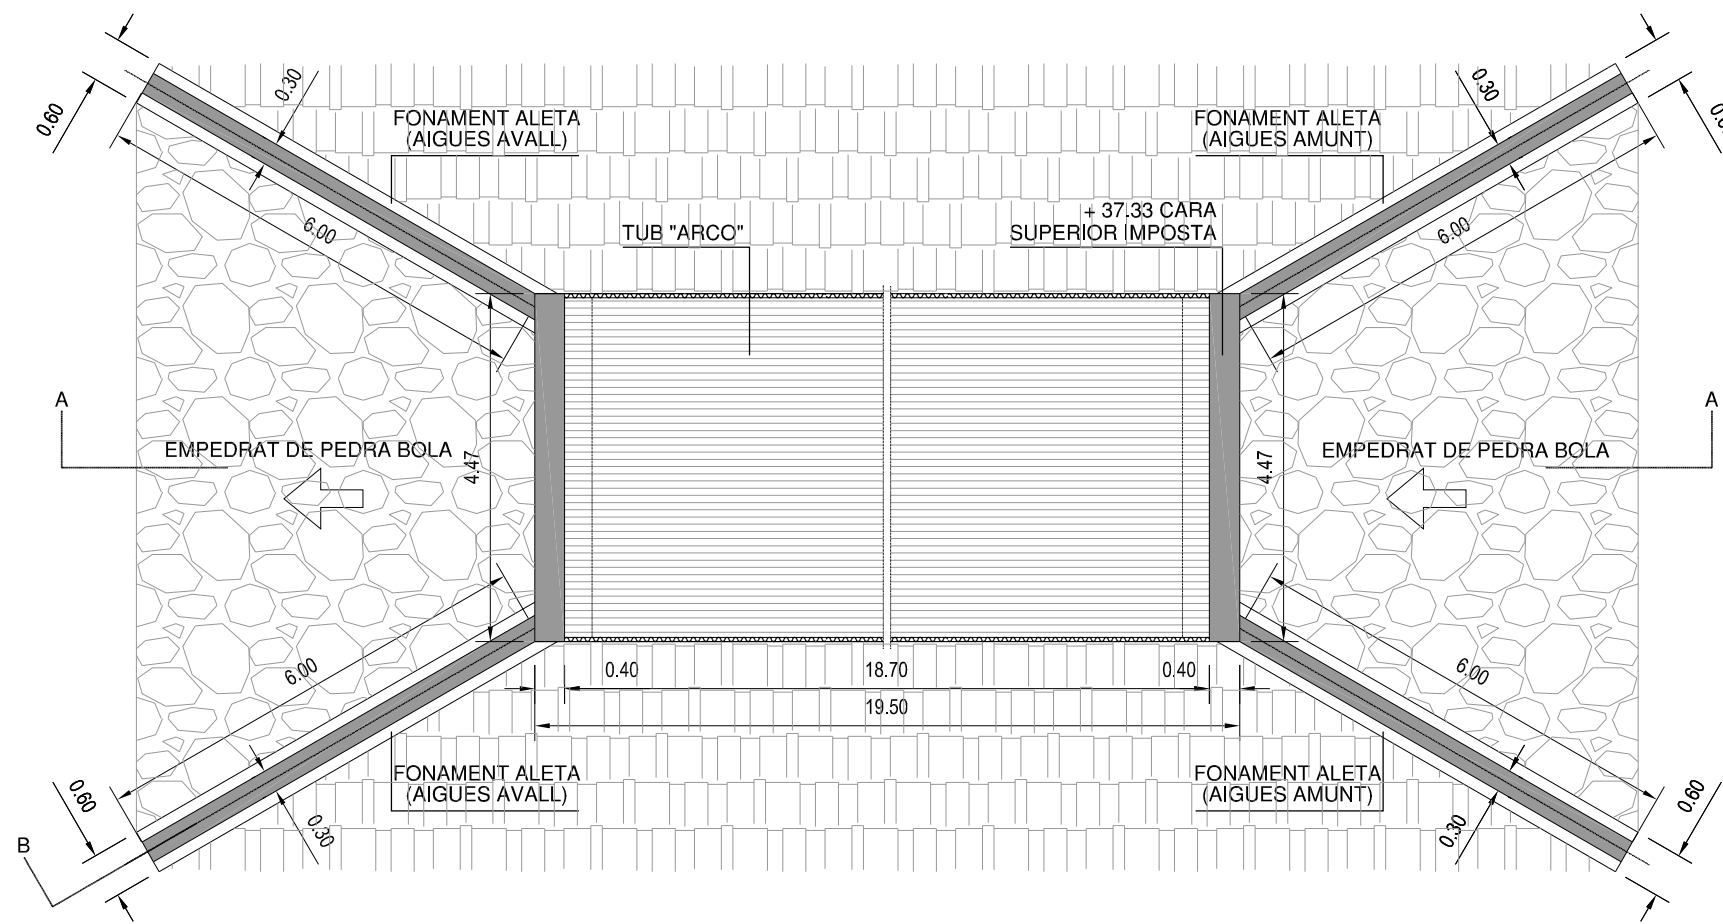 0.60
0.30
FONAMENT ALETA
(AIGUES AVALL)
FONAMENT ALETA
(AIGUES AMUNT)
0.30
6.00
TUB "ARCO"
+ 37.33 CARA
SUPERIOR IMPOSTA
6.00
A
A
EMPEDRAT DE PEDRA BOLA
4.47
4.47
EMPEDRAT DE PEDRA BOLA
6.00
0.40
18.70
0.40
6.00
19.50
0.60
FONAMENT ALETA
(AIGUES AVALL)
FONAMENT ALETA
(AIGUES AMUNT)
0.60
0.30
0.30
B